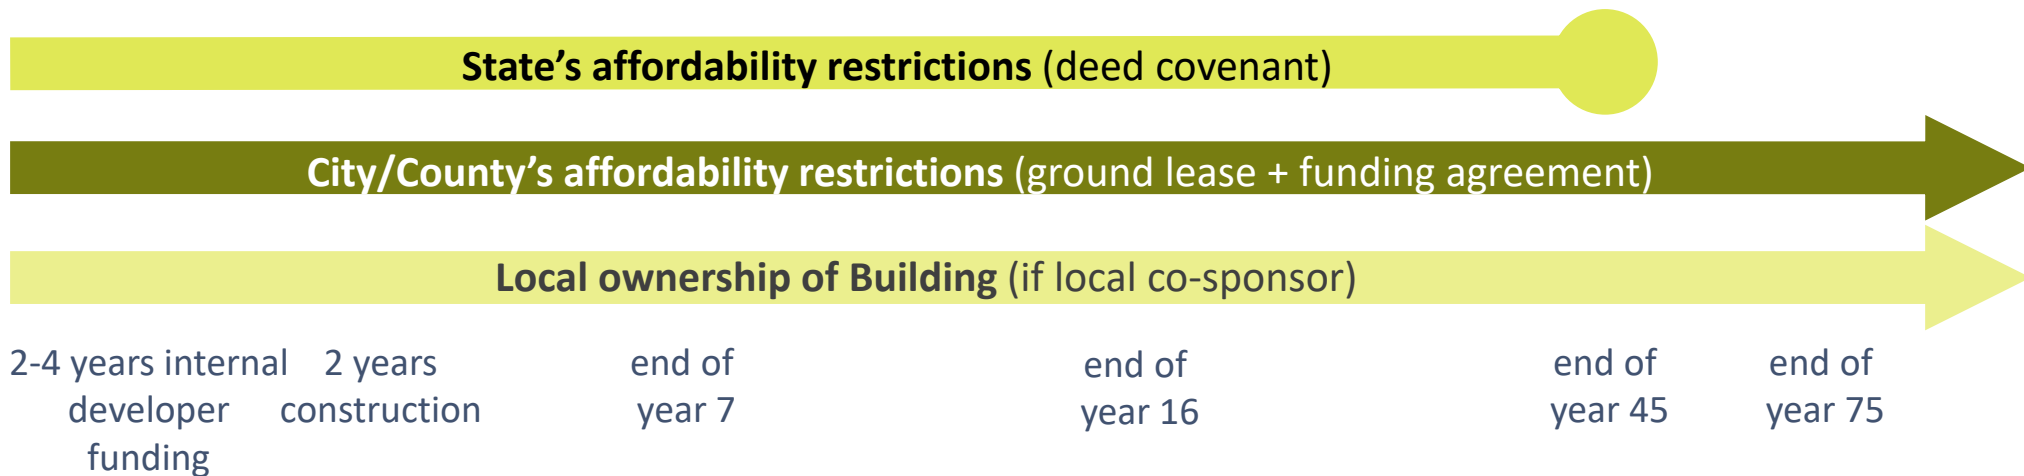 State’s affordability restrictions (deed covenant)
City/County’s affordability restrictions (ground lease + funding agreement)
Local ownership of Building (if local co-sponsor)
2-4 years internal
developer
funding
2 years
construction
end of
year 7
end of
year 16
end of
year 45
end of
year 75